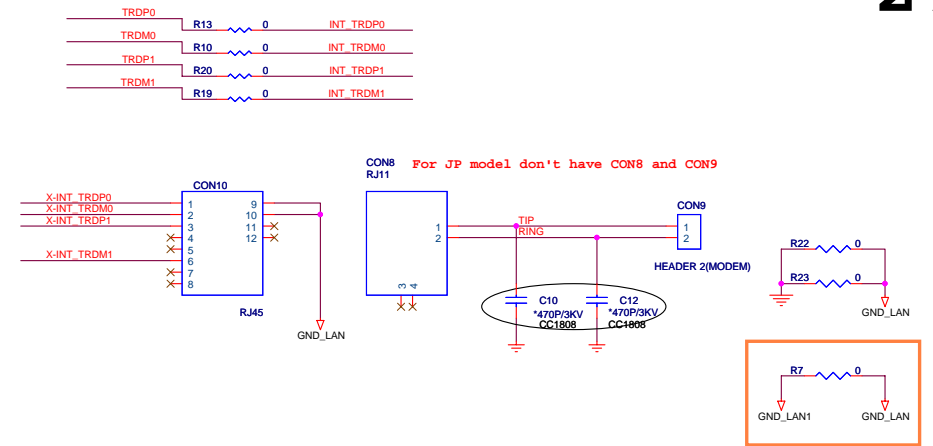 TRDP0
R13 0 INT_TRDP0
TRDM0
R10 0 INT_TRDM0
TRDP1
R20 0 INT_TRDP1
TRDM1
R19 0 INT_TRDM1
CON8
RJ11
For JP model don't have CON8 and CON9
CON10
X-INT_TRDP0 1 9
X-INT_TRDM0 2 10
X-INT_TRDP1 3 11
4 12
5
X-INT_TRDM1 6
7
8
RJ45
GND_LAN
1 TIP
2 RING
3 4
CON9
1
2
HEADER 2(MODEM)
C10
*470P/3KV
CC1808
C12
*470P/3KV
CC1808
R22 0
R23 0
GND_LAN
R7 0
GND_LAN1 GND_LAN